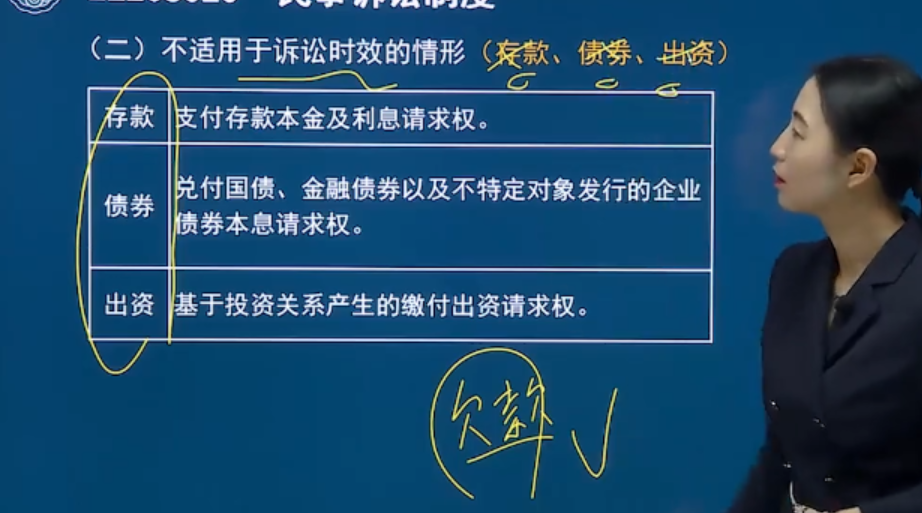 民事诉讼制度
(二)不适用于诉讼时效的情形(存款、债券、出资)
存款 支付存款本金及利息请求权。
债券 兑付国债、金融债券以及不特定对象发行的企业
债券本息请求权。
出资 基于投资关系产生的缴付出资请求权。
欠款